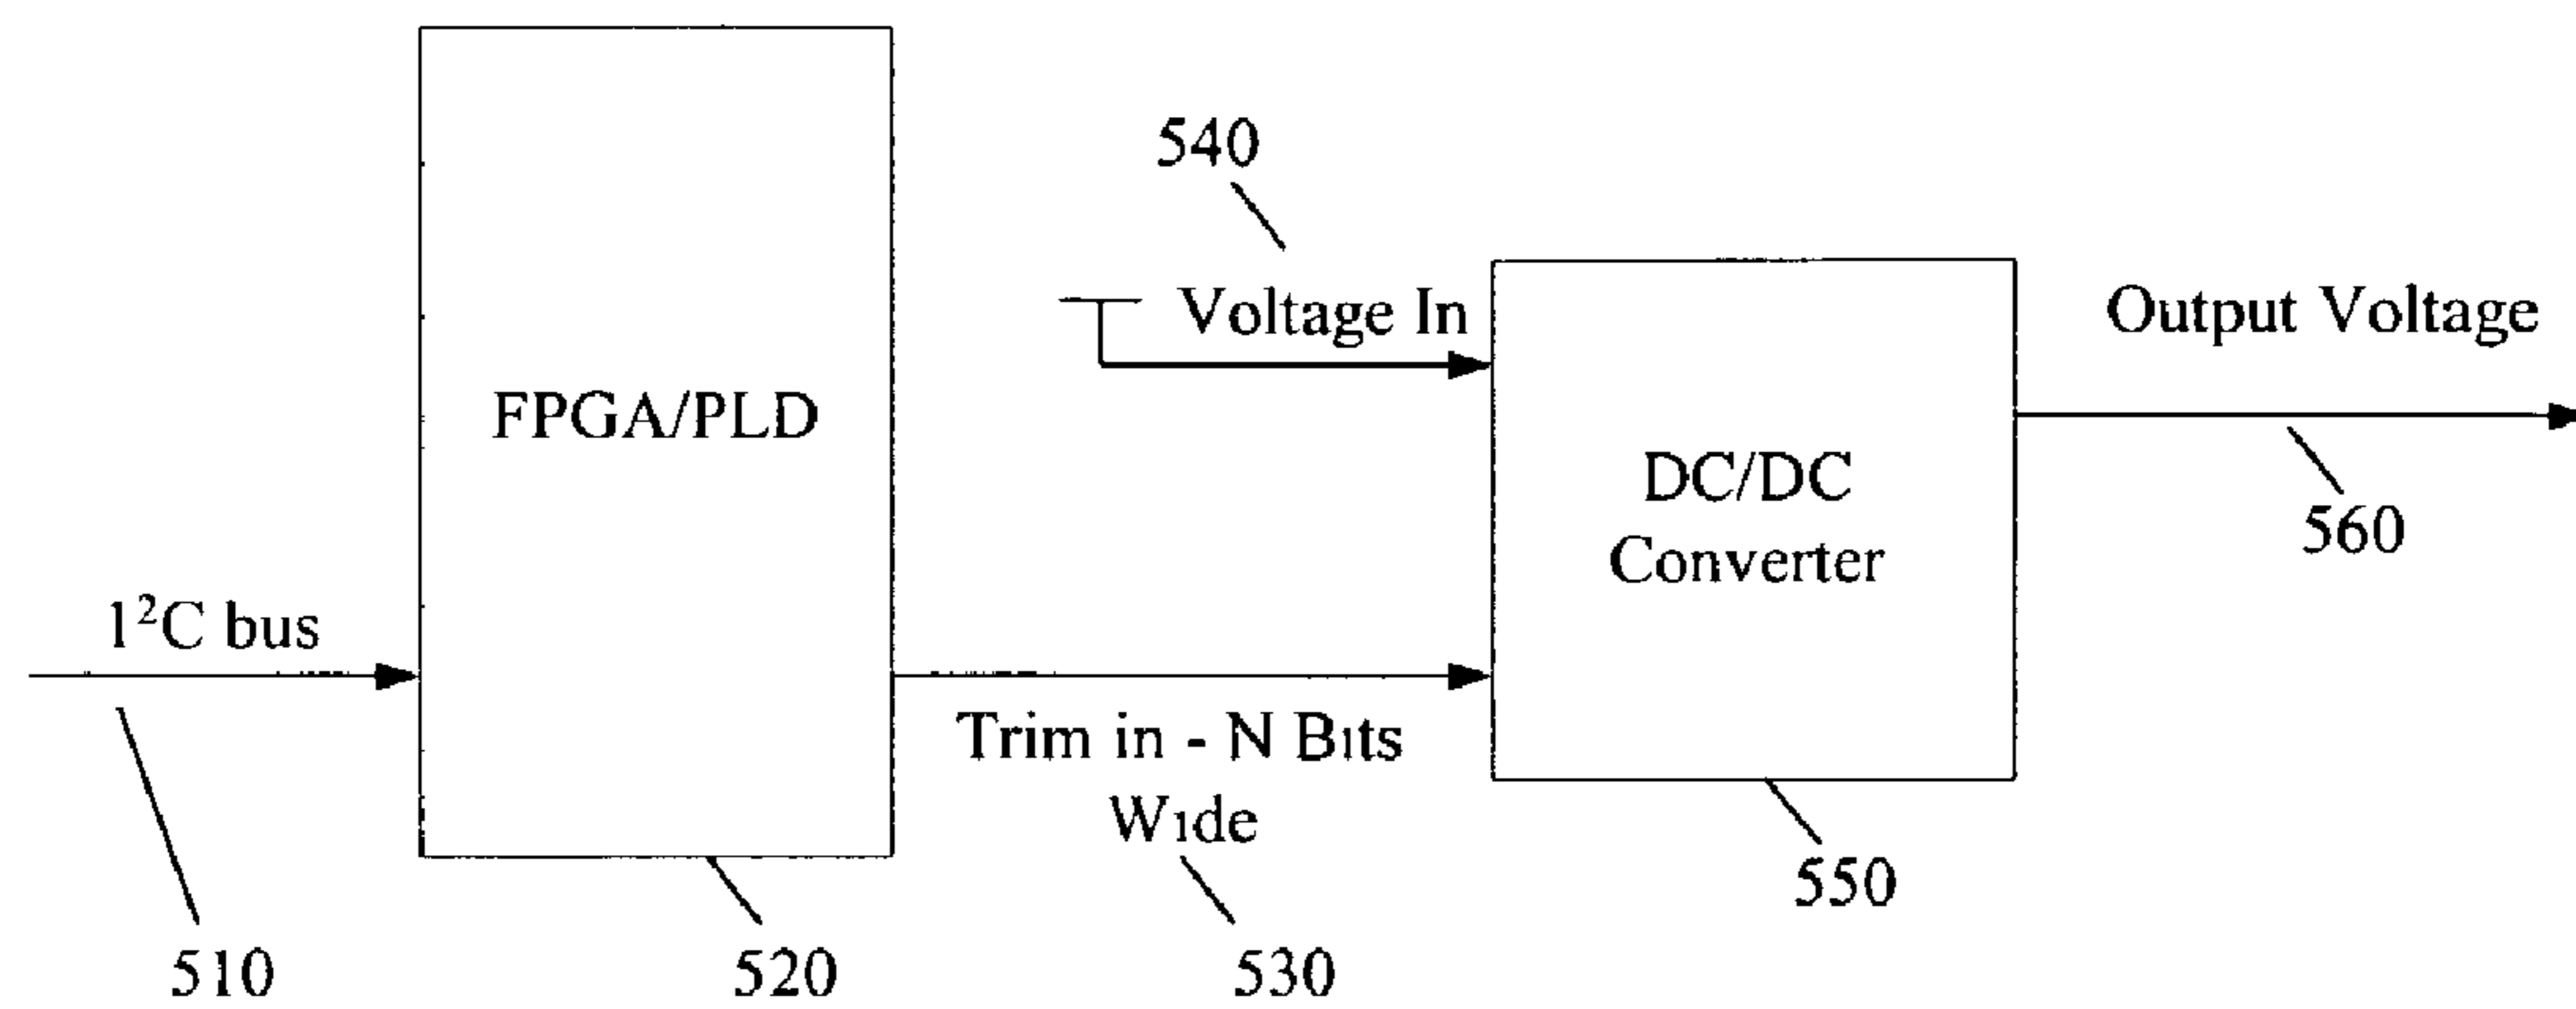 540
Voltage In
Output Voltage
FPGA/PLD
DC/DC
Converter
560
I²C bus
Trim in - N Bits
Wide
550
510
520
530